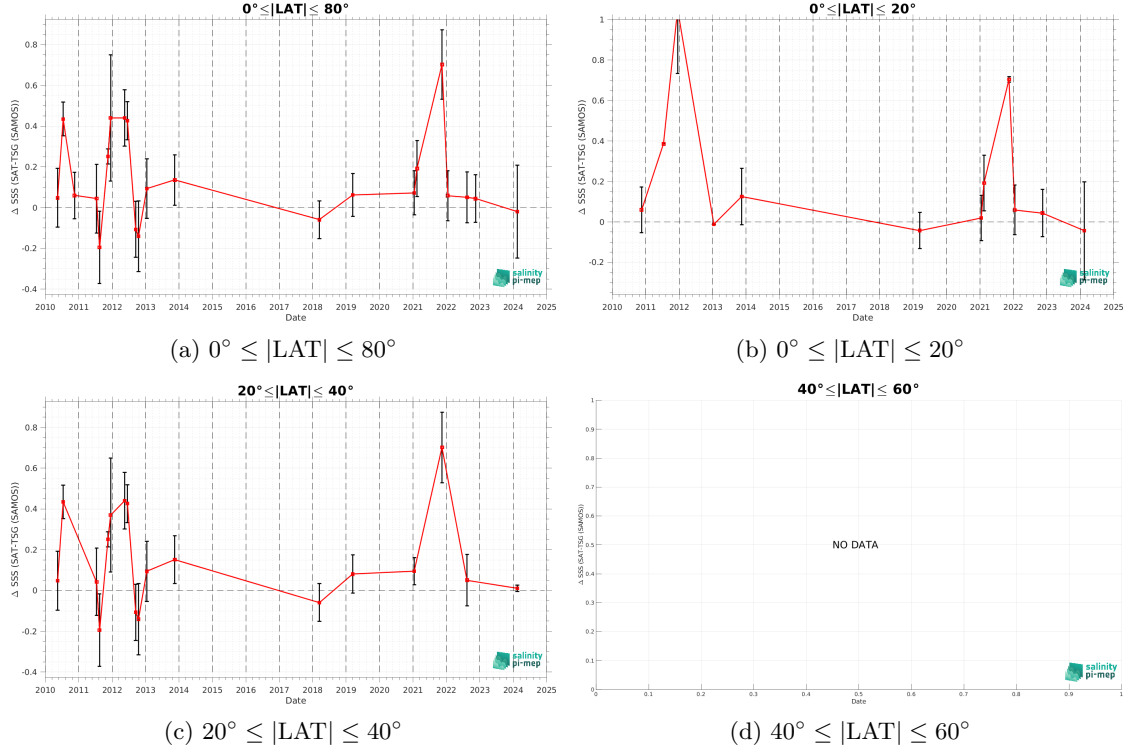 0°≤|LAT|≤ 80°
Δ SSS (SAT-TSG (SAMOS))
0.8
0.6
0.4
0.2
0
-0.2
-0.4
2010 2011 2012 2013 2014 2015 2016 2017 2018 2019 2020 2021 2022 2023 2024 2025
Date
salinity
pi-mep
(a) 0° ≤ |LAT| ≤ 80°
0°≤|LAT|≤ 20°
Δ SSS (SAT-TSG (SAMOS))
1
0.8
0.6
0.4
0.2
0
-0.2
2010 2011 2012 2013 2014 2015 2016 2017 2018 2019 2020 2021 2022 2023 2024 2025
Date
salinity
pi-mep
(b) 0° ≤ |LAT| ≤ 20°
20°≤|LAT|≤ 40°
Δ SSS (SAT-TSG (SAMOS))
0.8
0.6
0.4
0.2
0
-0.2
-0.4
2010 2011 2012 2013 2014 2015 2016 2017 2018 2019 2020 2021 2022 2023 2024 2025
Date
salinity
pi-mep
(c) 20° ≤ |LAT| ≤ 40°
40°≤|LAT|≤ 60°
Δ SSS (SAT-TSG (SAMOS))
1
0.9
0.8
0.7
0.6
0.5
0.4
0.3
0.2
0.1
0
NO DATA
0 0.1 0.2 0.3 0.4 0.5 0.6 0.7 0.8 0.9 1
Date
salinity
pi-mep
(d) 40° ≤ |LAT| ≤ 60°